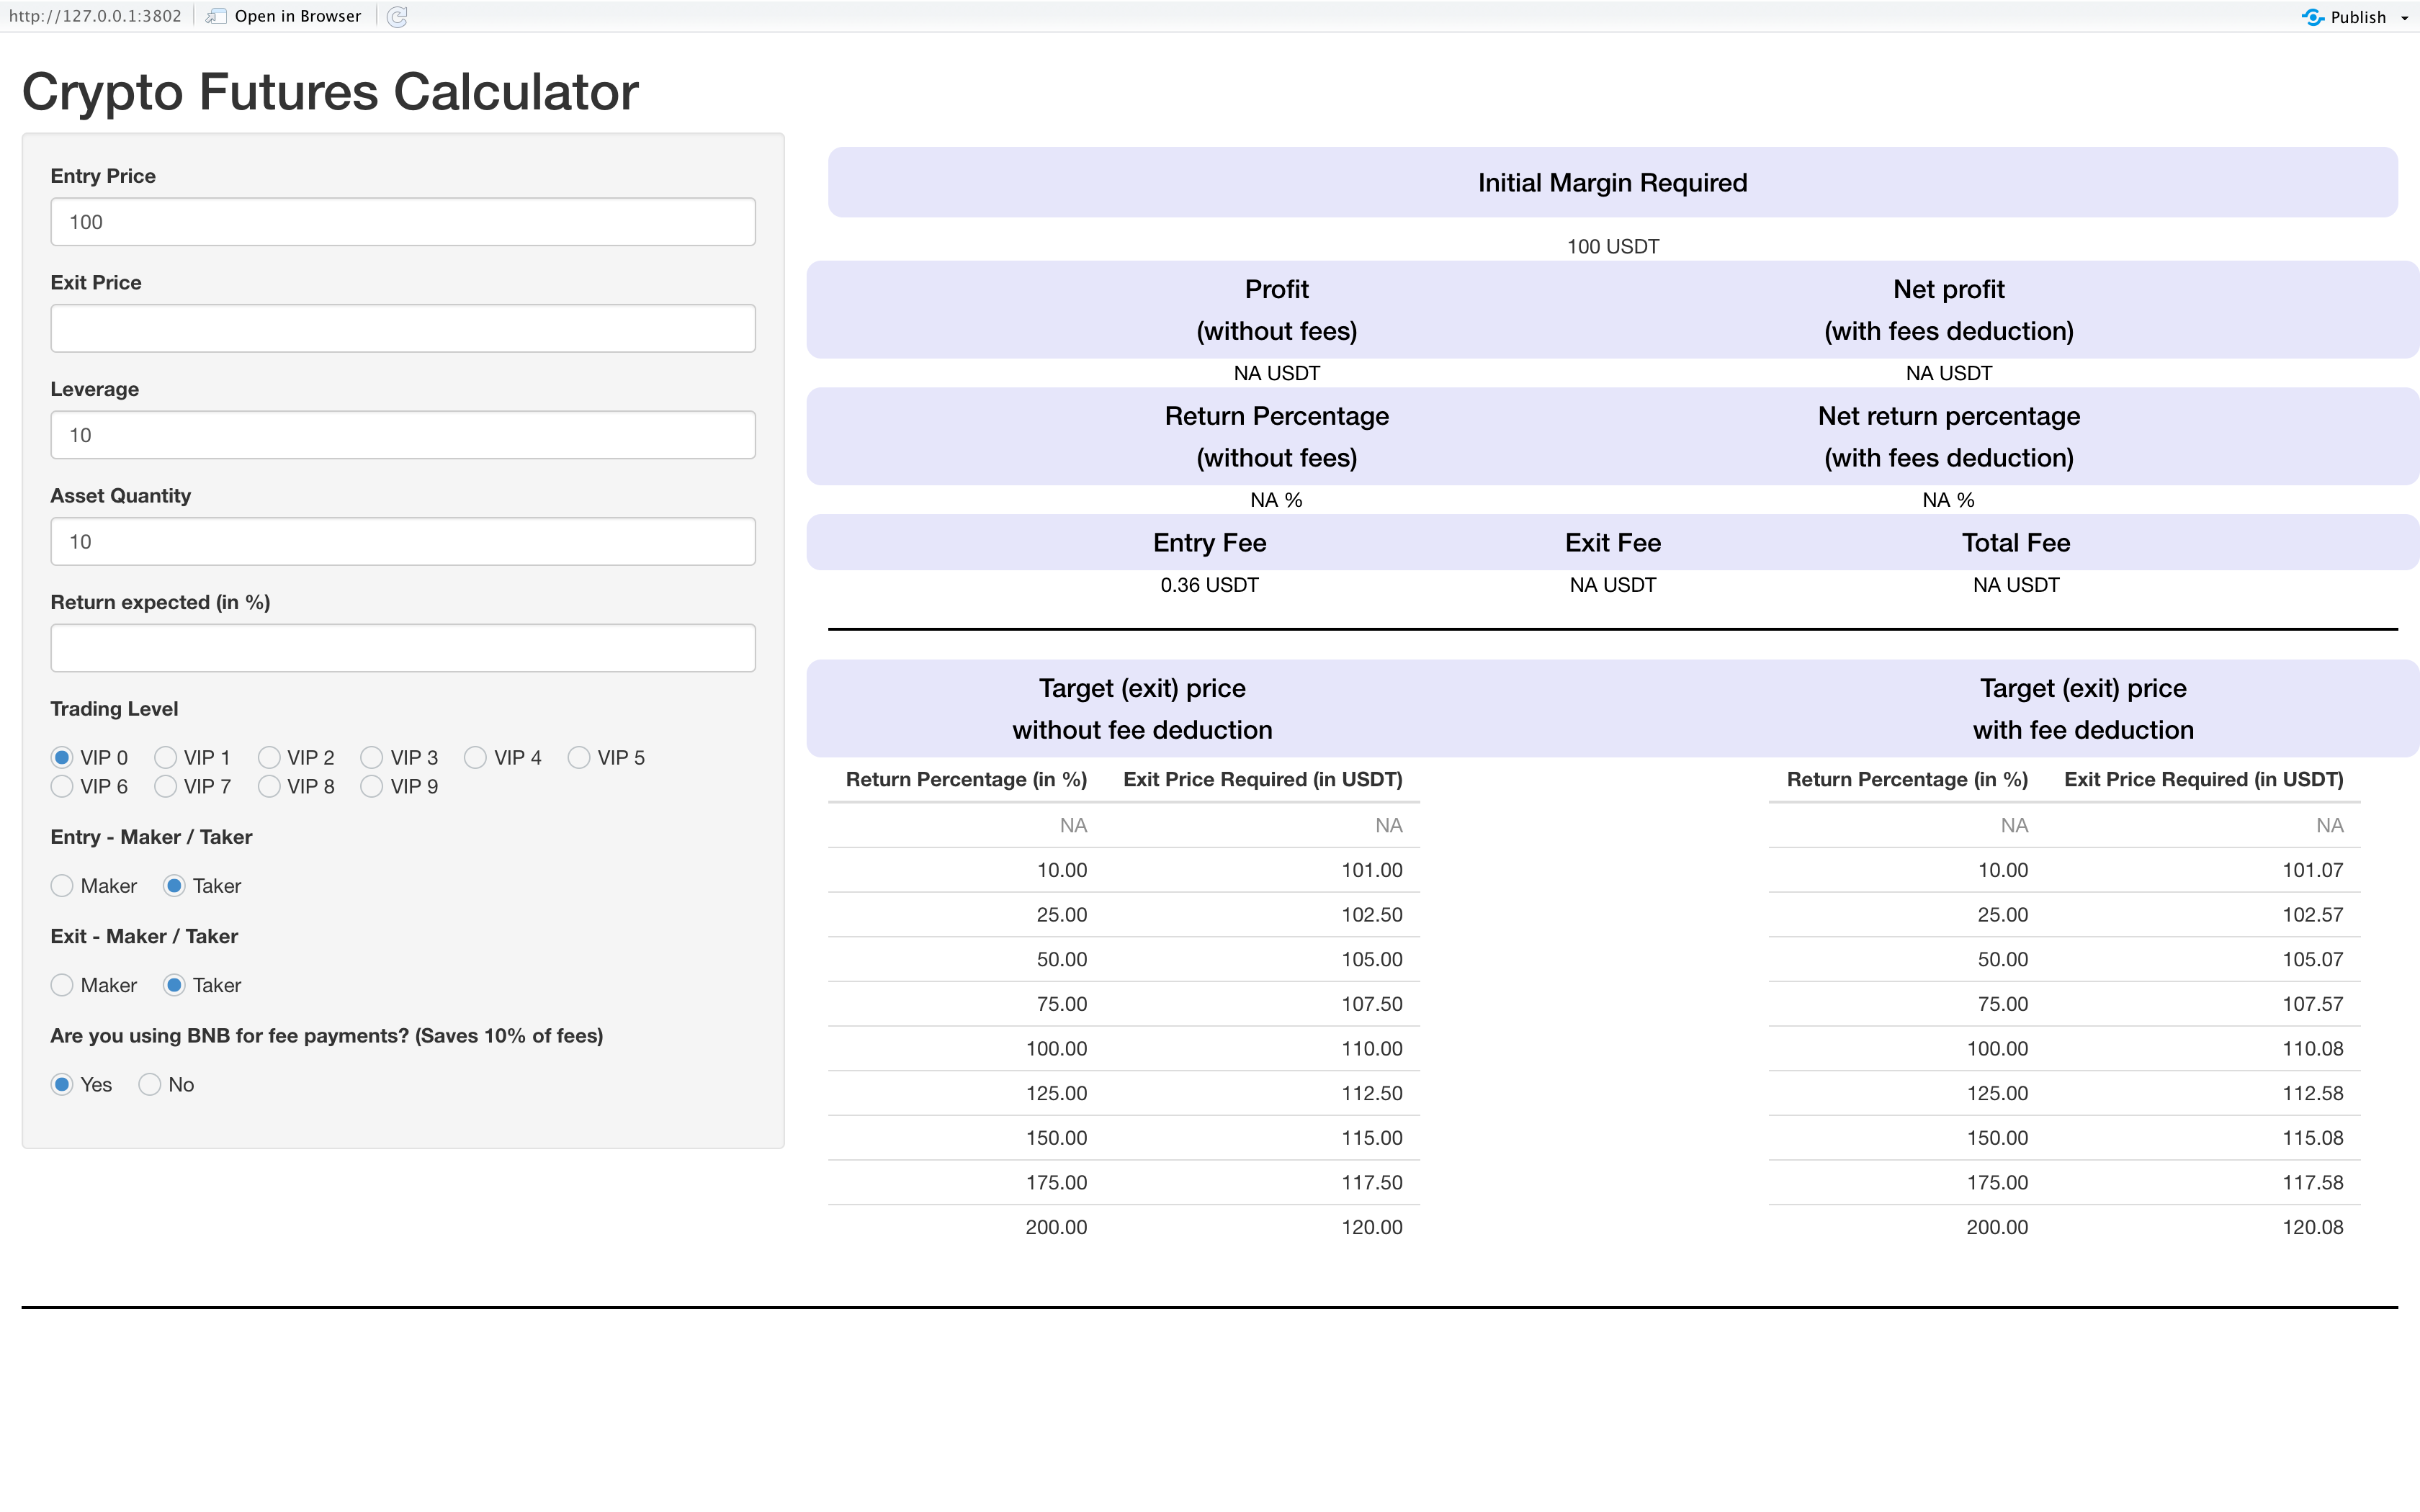 http://127.0.0.1:3802 Open in Browser Publish
Crypto Futures Calculator
Entry Price
100
Exit Price
Leverage
10
Asset Quantity
10
Return expected (in %)
Trading Level
VIP 0 VIP 1 VIP 2 VIP 3 VIP 4 VIP 5
VIP 6 VIP 7 VIP 8 VIP 9
Entry - Maker / Taker
Maker Taker
Exit - Maker / Taker
Maker Taker
Are you using BNB for fee payments? (Saves 10% of fees)
Yes No
Initial Margin Required
100 USDT
Profit Net profit
(without fees) (with fees deduction)
NA USDT NA USDT
Return Percentage Net return percentage
(without fees) (with fees deduction)
NA % NA %
Entry Fee Exit Fee Total Fee
0.36 USDT NA USDT NA USDT
Target (exit) price Target (exit) price
without fee deduction with fee deduction
Return Percentage (in %) Exit Price Required (in USDT) Return Percentage (in %) Exit Price Required (in USDT)
NA NA NA NA
10.00 101.00 10.00 101.07
25.00 102.50 25.00 102.57
50.00 105.00 50.00 105.07
75.00 107.50 75.00 107.57
100.00 110.00 100.00 110.08
125.00 112.50 125.00 112.58
150.00 115.00 150.00 115.08
175.00 117.50 175.00 117.58
200.00 120.00 200.00 120.08